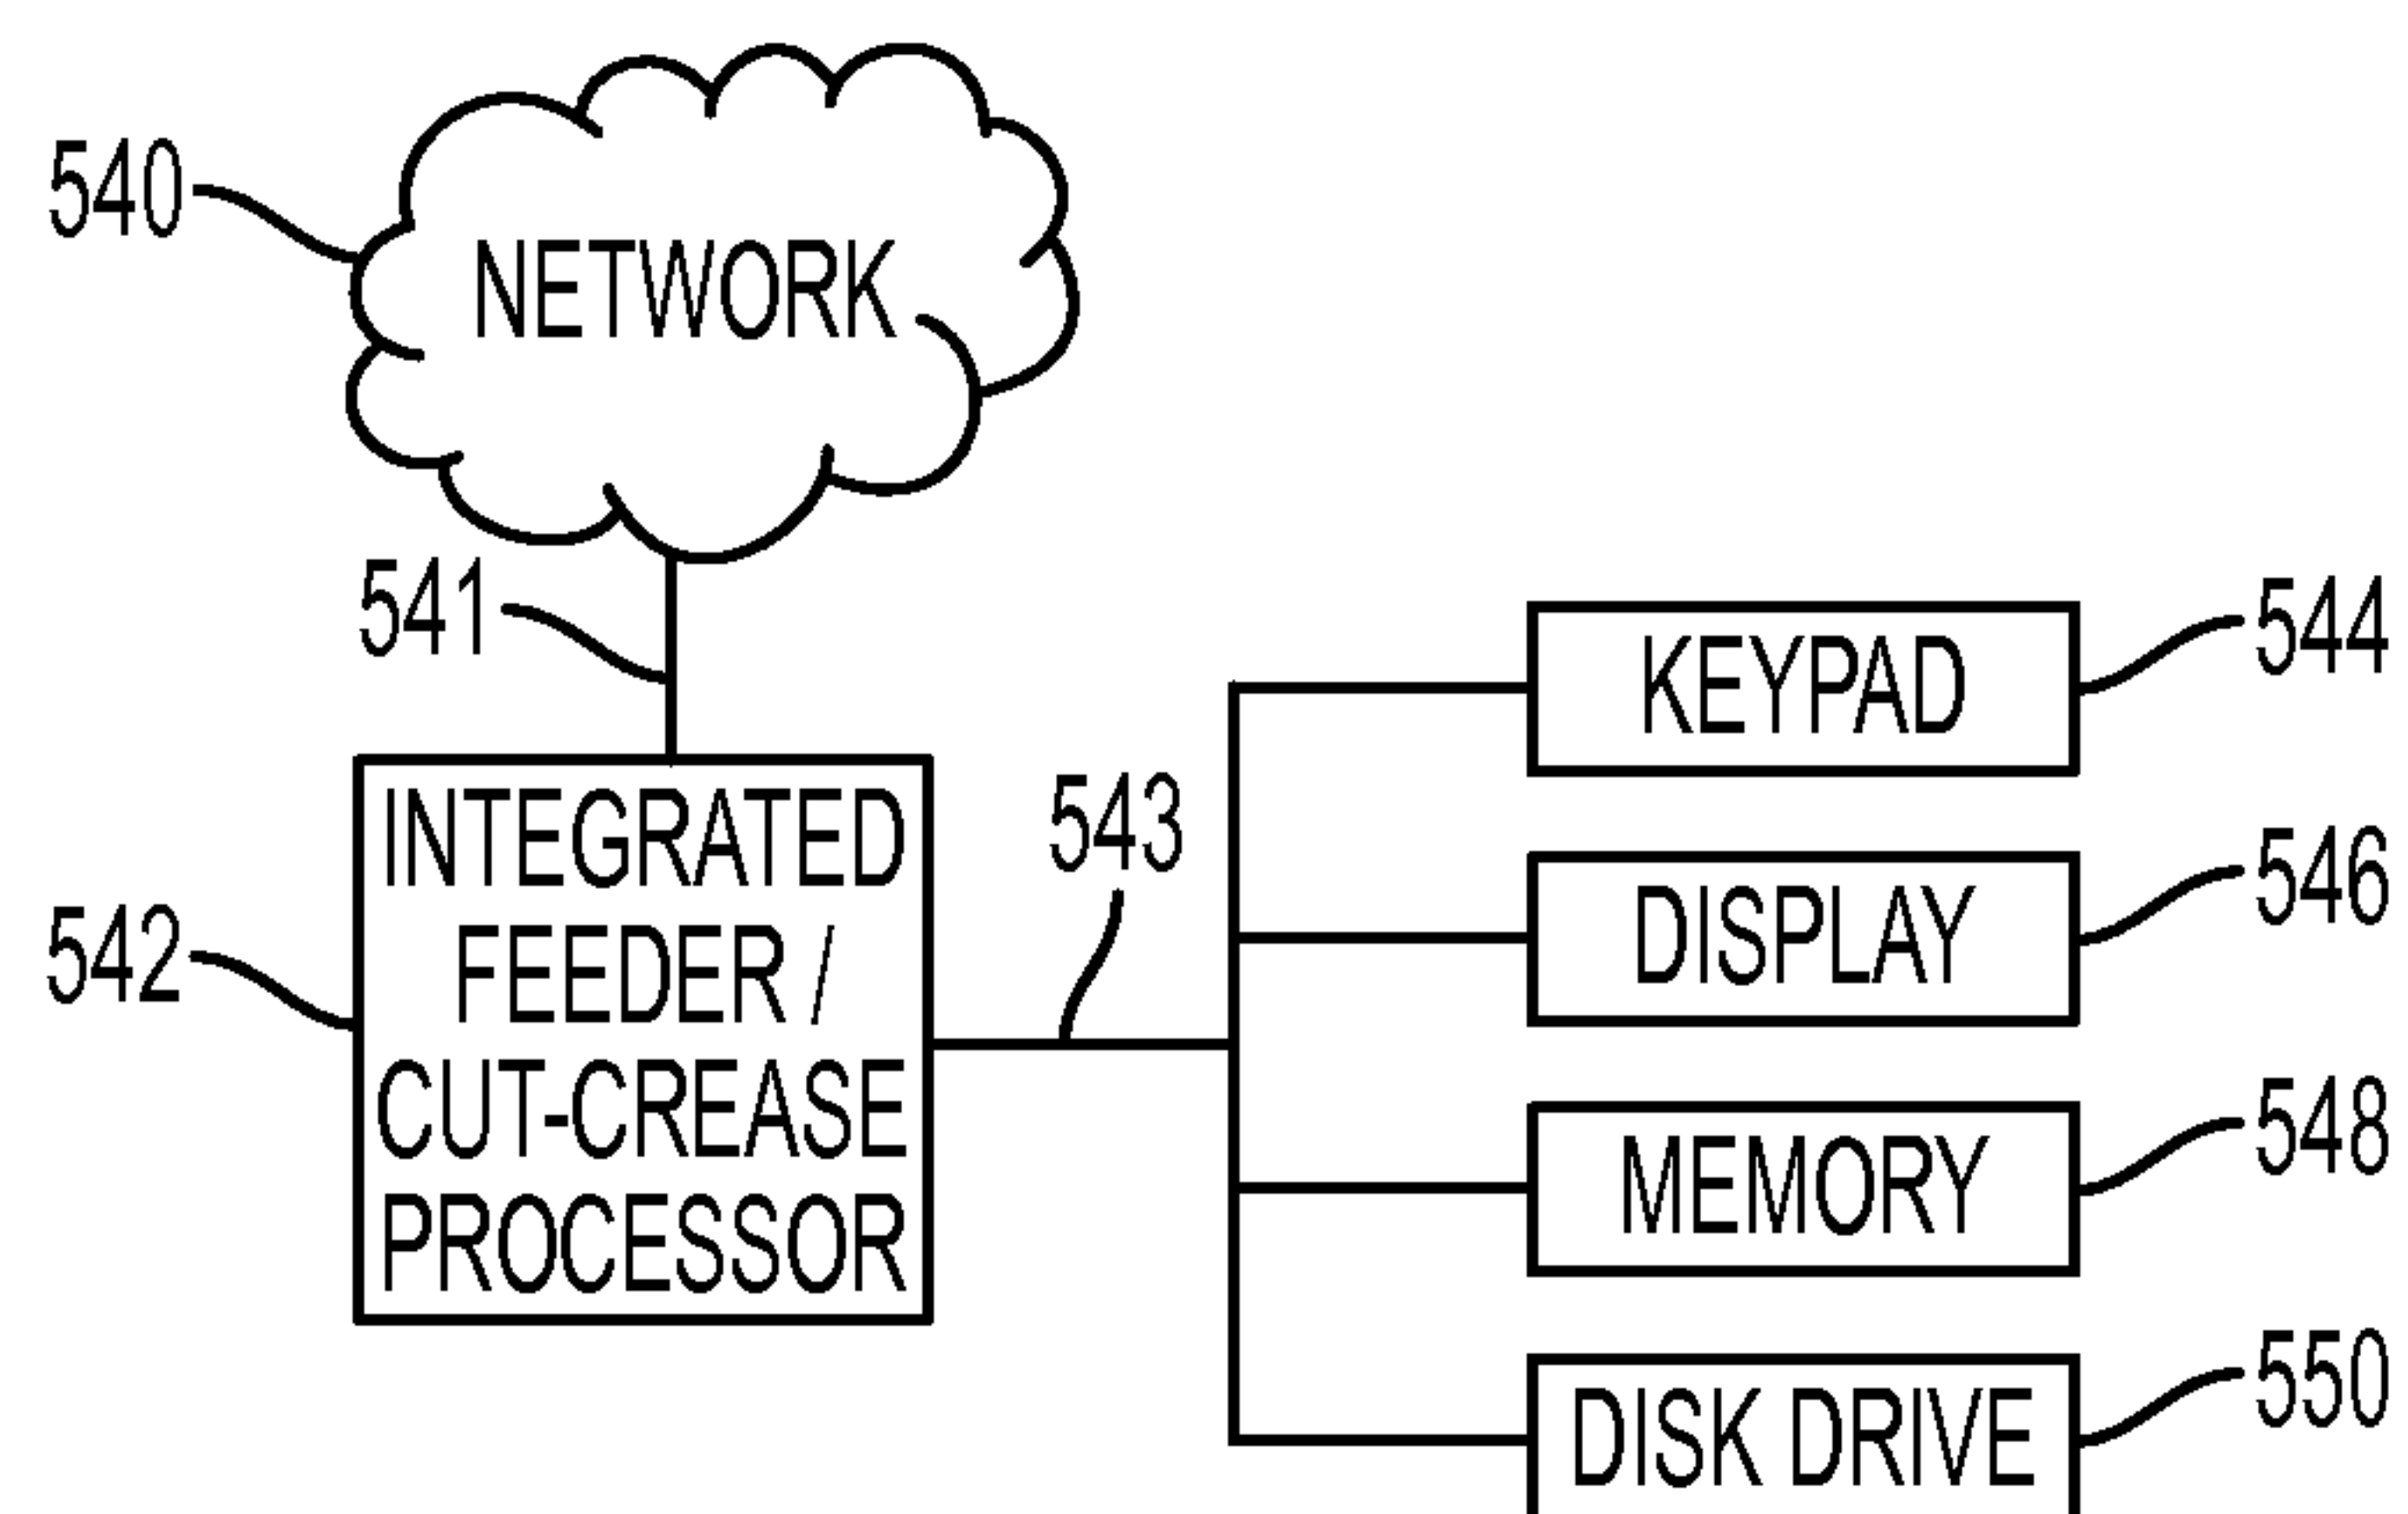 540
NETWORK
541
544
KEYPAD
INTEGRATED
FEEDER /
CUT-CREASE
PROCESSOR
542
543
546
DISPLAY
548
MEMORY
550
DISK DRIVE